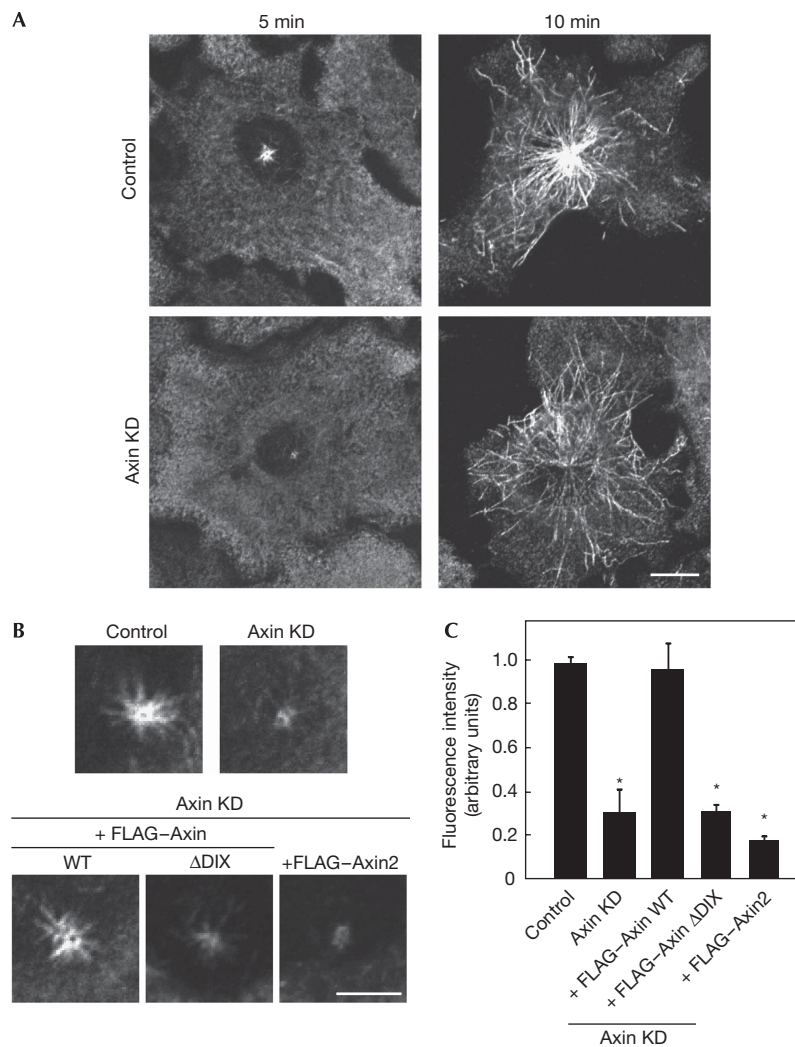 A
5 min
10 min
Control
Axin KD
B
Control
Axin KD
Axin KD
+ FLAG–Axin
WT
ΔDIX
+FLAG–Axin2
C
Fluorescence intensity
(arbitrary units)
1.0
0.8
0.6
0.4
0.2
0
*
*
*
Control
Axin KD
+ FLAG–Axin WT
+ FLAG–Axin ΔDIX
+ FLAG–Axin2
Axin KD